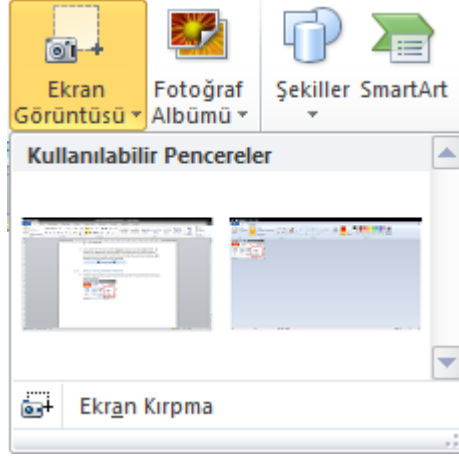 Ekran Görüntüsü
Fotoğraf Albümü
Şekiller
SmartArt
Kullanılabilir Pencereler
Ekran Kırpma